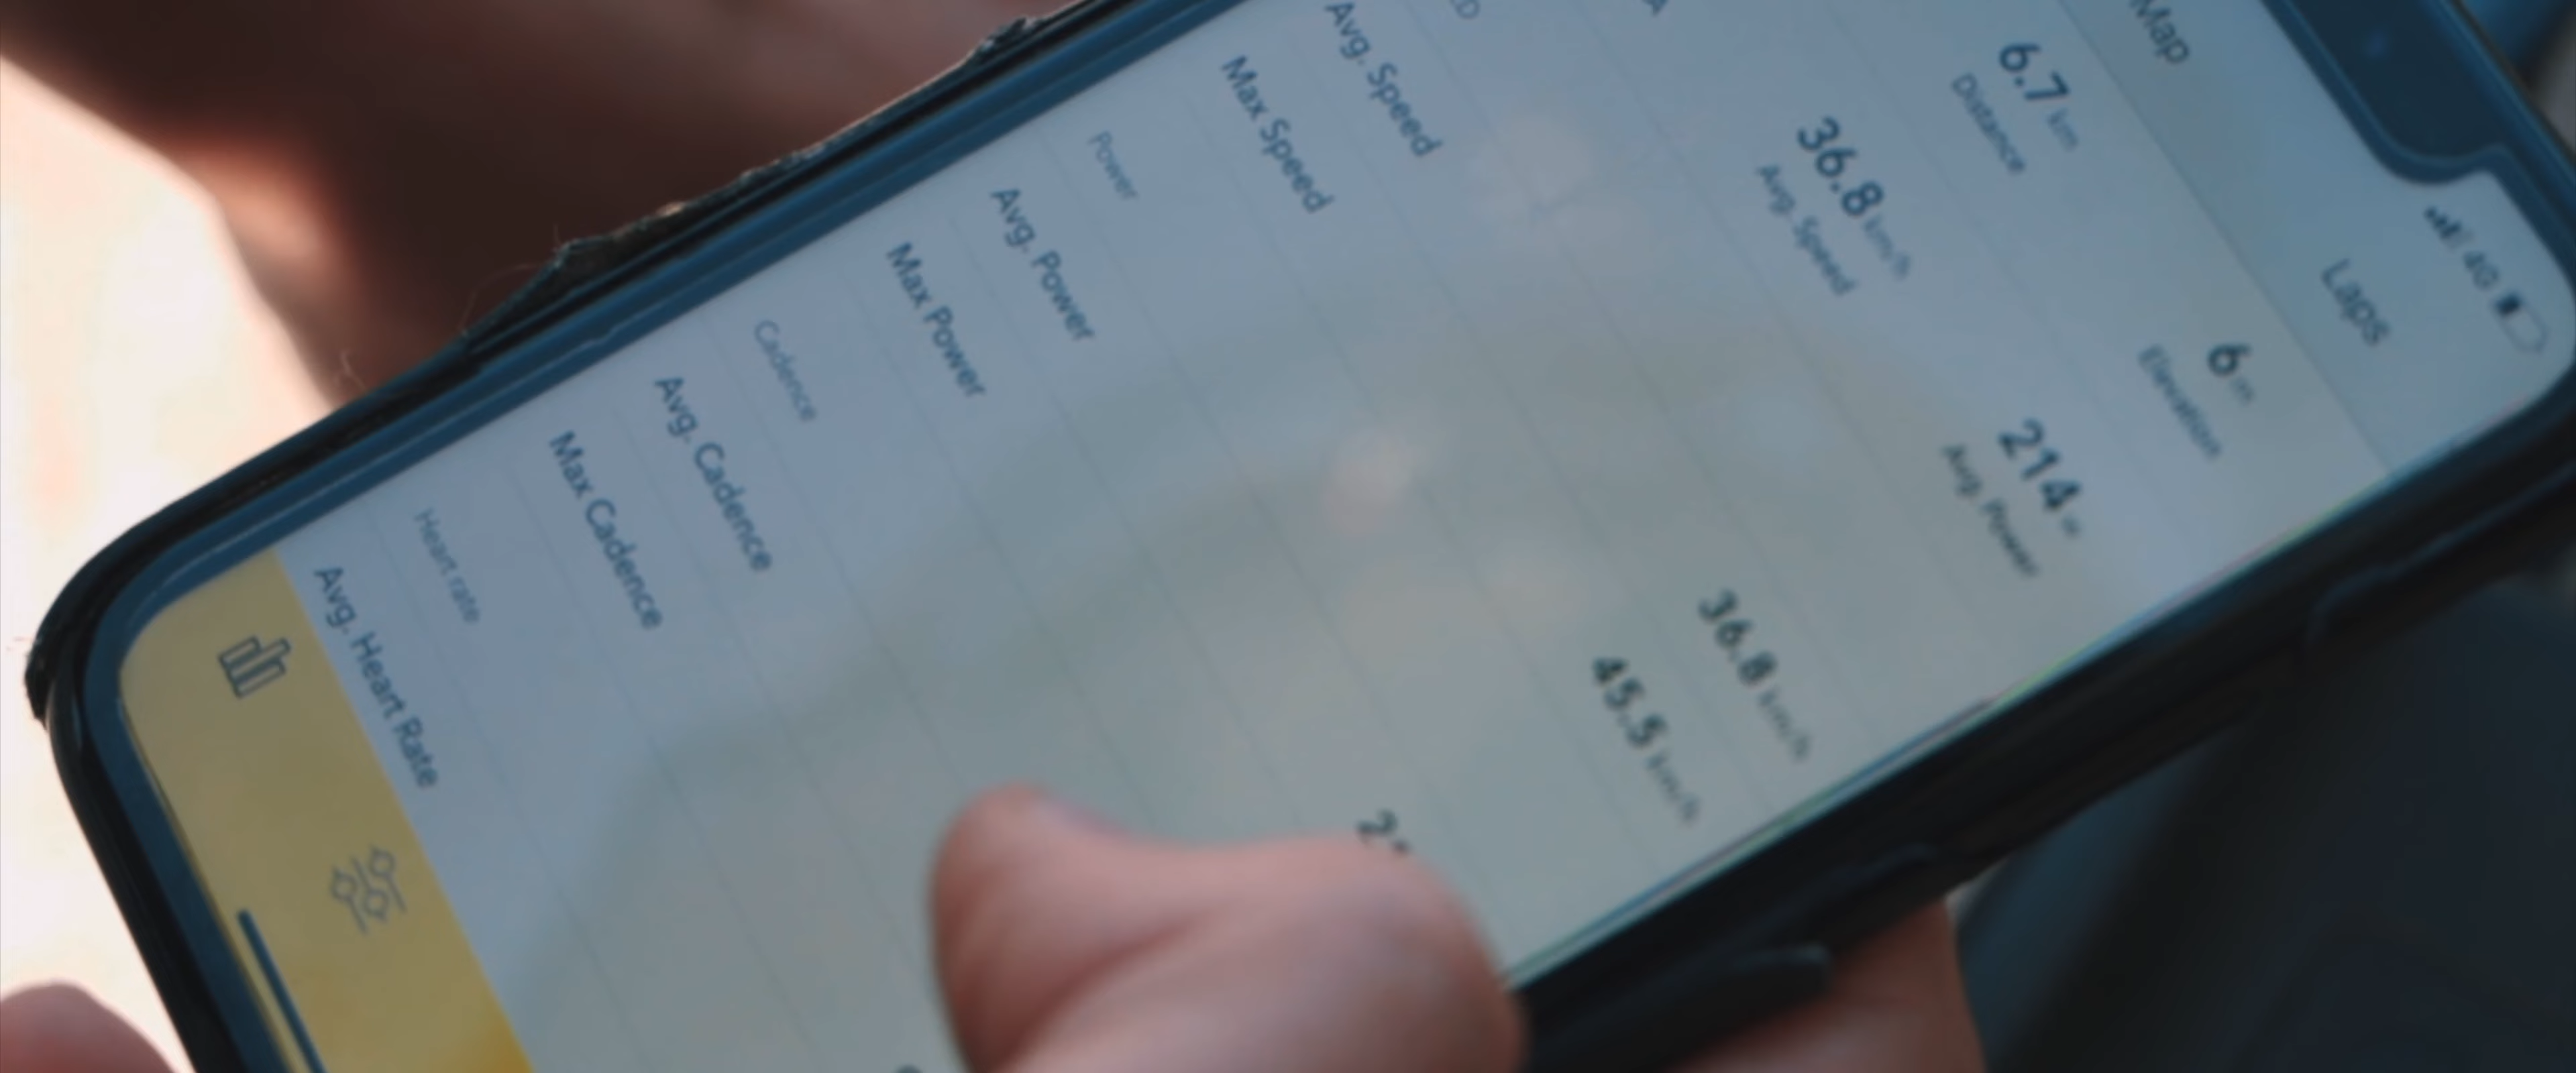 4G
Map Laps
6.7 km 6 m
Distance Elevation
36.8 km/h 214 w
Avg. Speed Avg. Power
Avg. Speed 36.8 km/h
Max Speed 45.5 km/h
Power
Avg. Power
Max Power
Cadence
Avg. Cadence
Max Cadence
Heart rate
Avg. Heart Rate